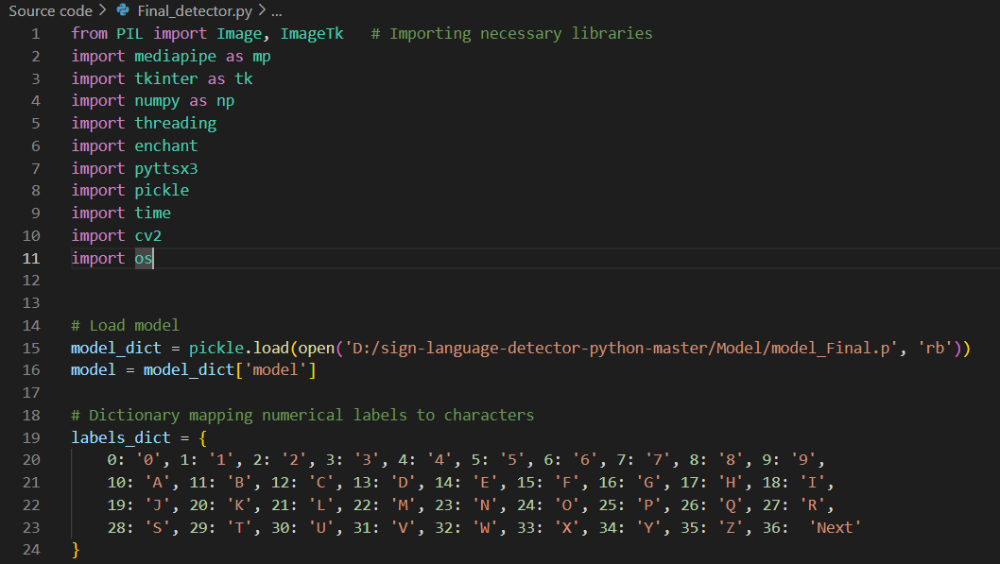 Source code > Final_detector.py > ...
1 from PIL import Image, ImageTk   # Importing necessary libraries
2 import mediapipe as mp
3 import tkinter as tk
4 import numpy as np
5 import threading
6 import enchant
7 import pyttsx3
8 import pickle
9 import time
10 import cv2
11 import os
12
13
14 # Load model
15 model_dict = pickle.load(open('D:/sign-language-detector-python-master/Model/model_Final.p', 'rb'))
16 model = model_dict['model']
17
18 # Dictionary mapping numerical labels to characters
19 labels_dict = {
20     0: '0', 1: '1', 2: '2', 3: '3', 4: '4', 5: '5', 6: '6', 7: '7', 8: '8', 9: '9',
21     10: 'A', 11: 'B', 12: 'C', 13: 'D', 14: 'E', 15: 'F', 16: 'G', 17: 'H', 18: 'I',
22     19: 'J', 20: 'K', 21: 'L', 22: 'M', 23: 'N', 24: 'O', 25: 'P', 26: 'Q', 27: 'R',
23     28: 'S', 29: 'T', 30: 'U', 31: 'V', 32: 'W', 33: 'X', 34: 'Y', 35: 'Z', 36:  'Next'
24 }